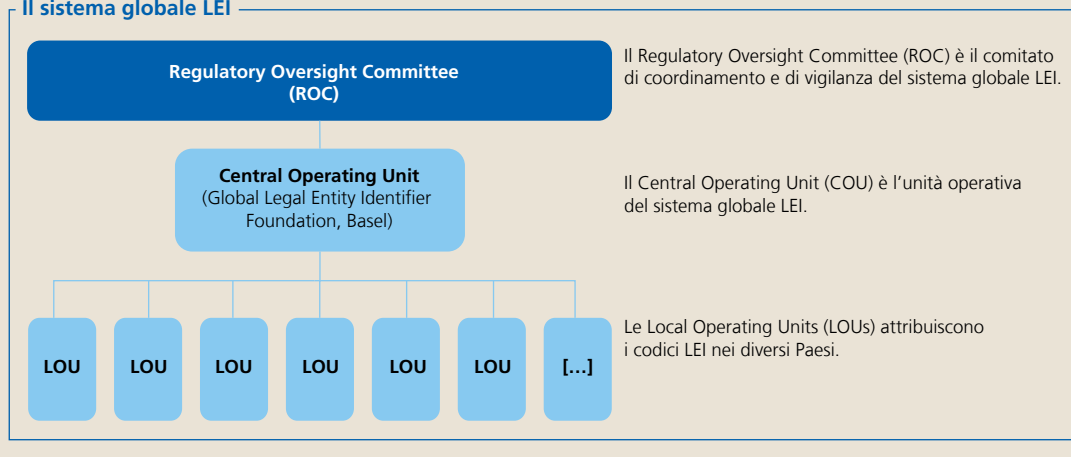 Il sistema globale LEI
Regulatory Oversight Committee
(ROC)
Il Regulatory Oversight Committee (ROC) è il comitato
di coordinamento e di vigilanza del sistema globale LEI.
Central Operating Unit
(Global Legal Entity Identifier
Foundation, Basel)
Il Central Operating Unit (COU) è l’unità operativa
del sistema globale LEI.
LOU LOU LOU LOU LOU LOU [...]
Le Local Operating Units (LOUs) attribuiscono
i codici LEI nei diversi Paesi.